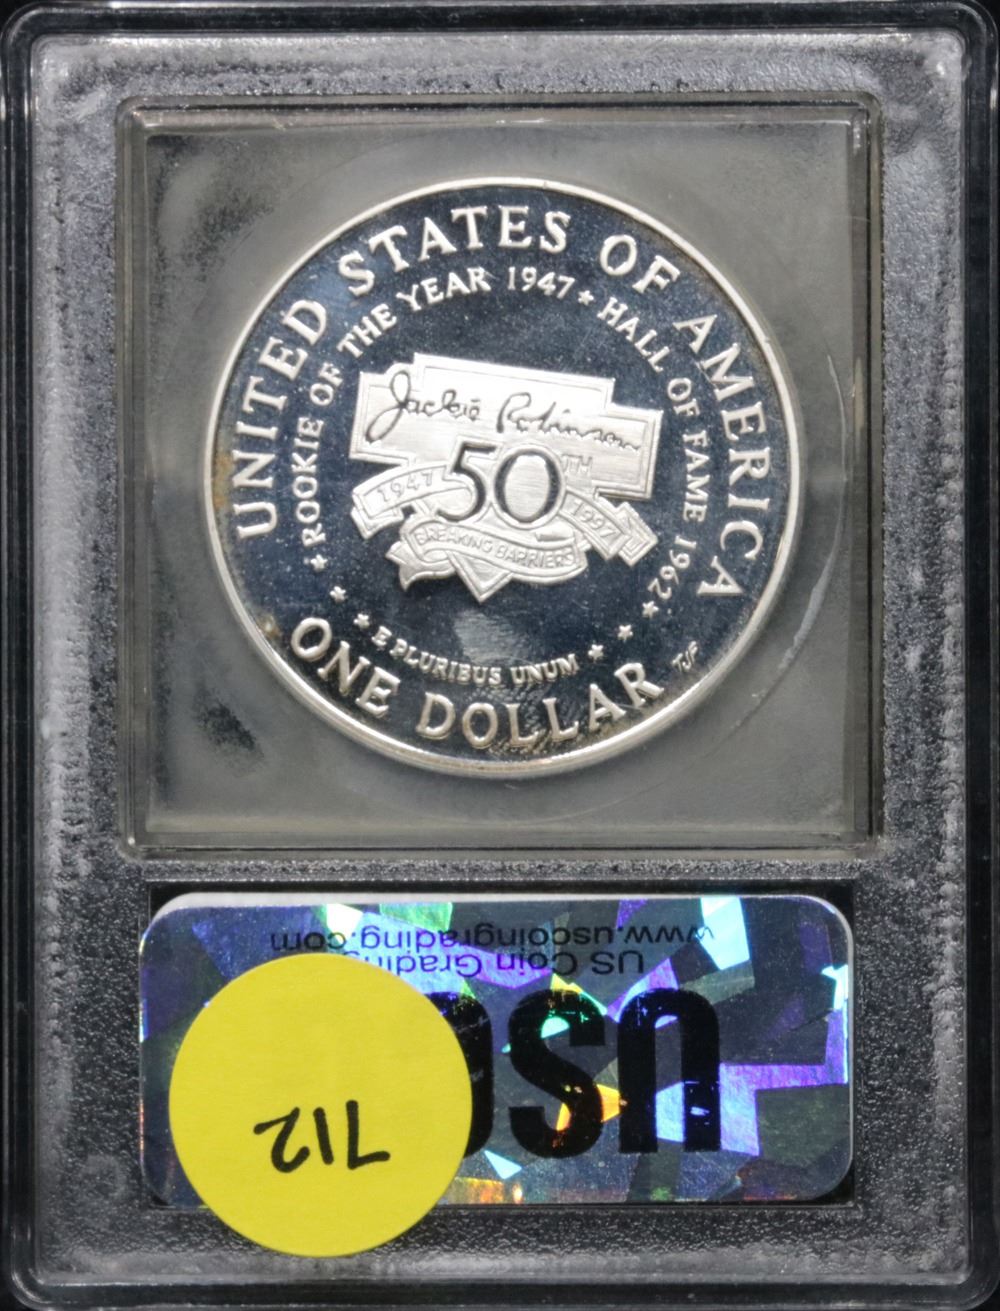 UNITED STATES OF AMERICA
★ ROOKIE OF THE YEAR 1947 ★ HALL OF FAME 1962 ★
Jackie Robinson
50TH
1947
1997
BREAKING BARRIERS
★ ★ E PLURIBUS UNUM ★ ★
ONE DOLLAR
TJF
www.uscoingrading.com
US Coin Grading
USC
712